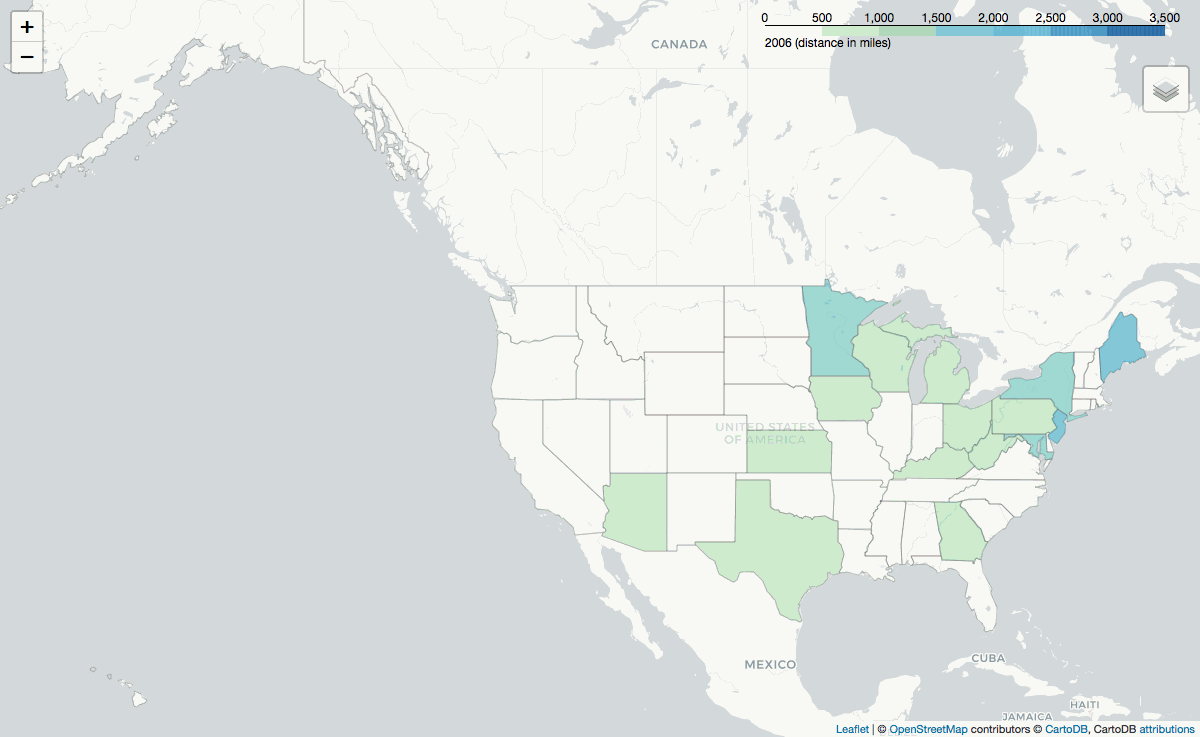 +
−
0 500 1,000 1,500 2,000 2,500 3,000 3,500
2006 (distance in miles)
CANADA
UNITED STATES
OF AMERICA
MEXICO
CUBA
HAITI
JAMAICA
Leaflet | © OpenStreetMap contributors © CartoDB, CartoDB attributions